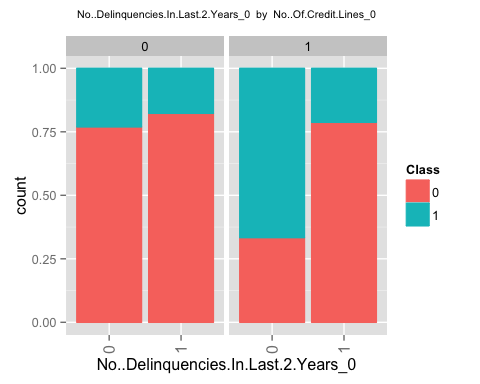 No..Delinquencies.In.Last.2.Years_0 by No..Of.Credit.Lines_0
0 1
1.00
0.75
0.50
0.25
0.00
count
0 1 0 1
No..Delinquencies.In.Last.2.Years_0
Class
0
1